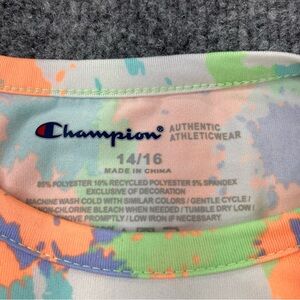 Champion® AUTHENTIC
ATHLETICWEAR
14/16
MADE IN CHINA
85% POLYESTER 10% RECYCLED POLYESTER 5% SPANDEX
EXCLUSIVE OF DECORATION
MACHINE WASH COLD WITH SIMILAR COLORS / GENTLE CYCLE /
NON-CHLORINE BLEACH WHEN NEEDED / TUMBLE DRY LOW /
PROMPTLY / LOW IRON IF NECESSARY